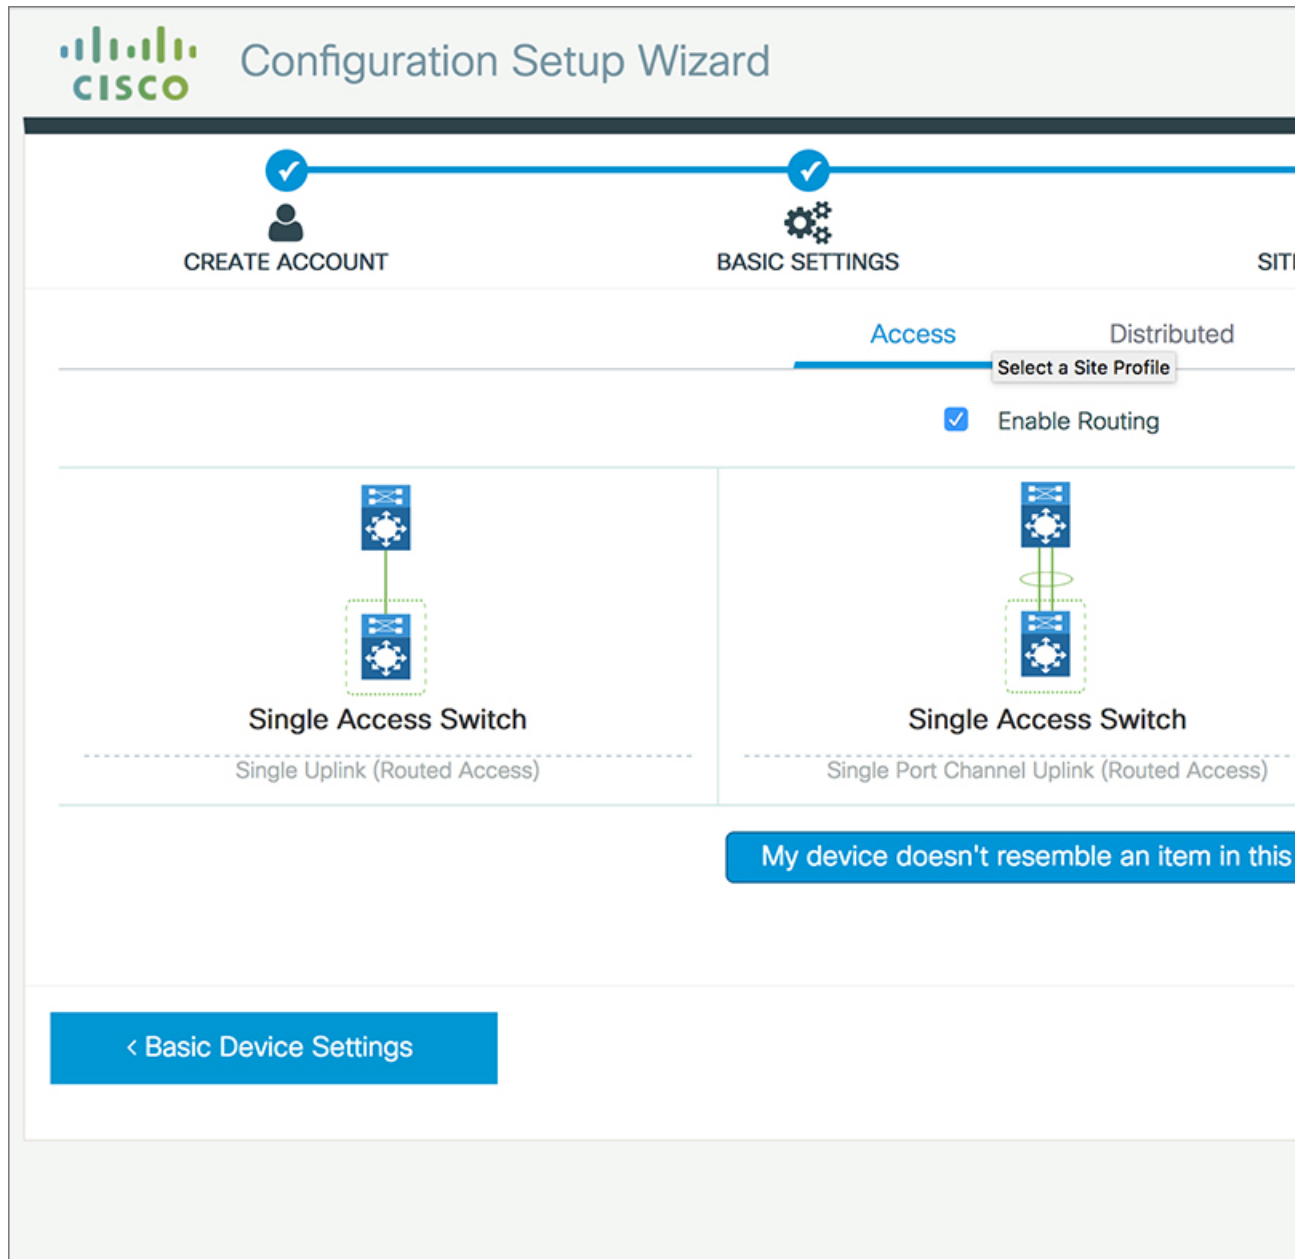 CISCO
Configuration Setup Wizard
CREATE ACCOUNT
BASIC SETTINGS
Access
Distributed
Select a Site Profile
Enable Routing
Single Access Switch
Single Uplink (Routed Access)
Single Access Switch
Single Port Channel Uplink (Routed Access)
My device doesn't resemble an item in this
< Basic Device Settings